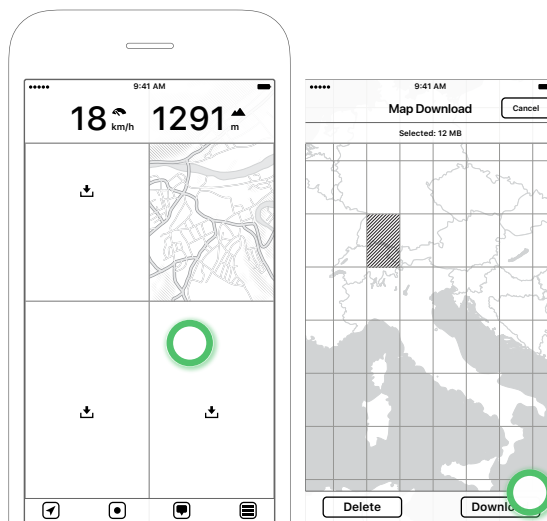 9:41 AM
18 km/h 1291 m
9:41 AM
Map Download
Cancel
Selected: 12 MB
Delete
Downlo